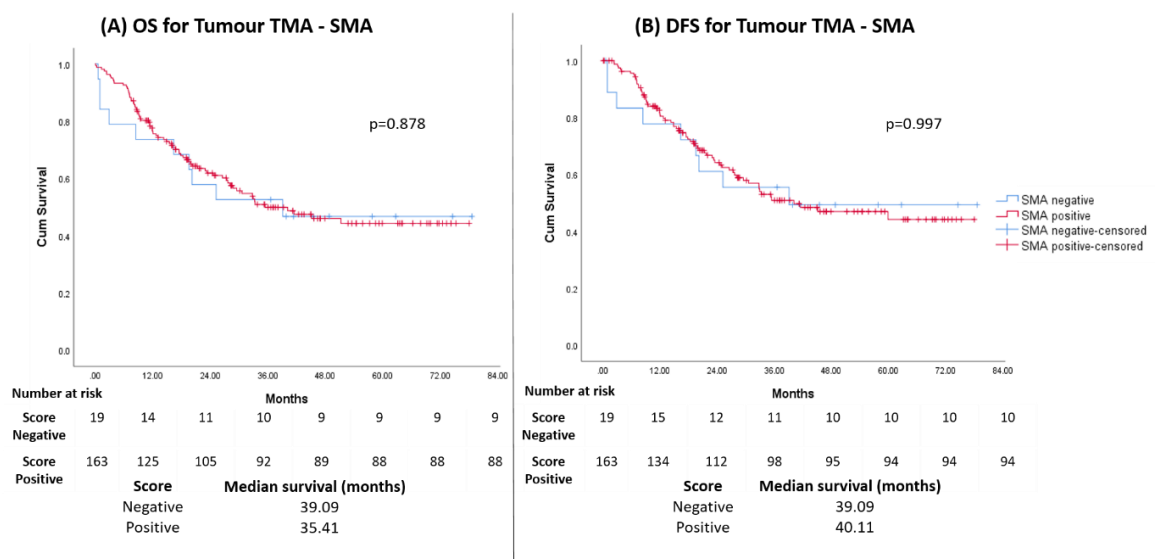 (A) OS for Tumour TMA - SMA
p=0.878
Cum Survival
1.0
0.8
0.6
0.4
0.2
0.0
.00 12.00 24.00 36.00 48.00 60.00 72.00 84.00
Months
Number at risk
Score Negative 19 14 11 10 9 9 9 9
Score Positive 163 125 105 92 89 88 88 88
Score Median survival (months)
Negative 39.09
Positive 35.41
(B) DFS for Tumour TMA - SMA
p=0.997
Cum Survival
1.0
0.8
0.6
0.4
0.2
0.0
.00 12.00 24.00 36.00 48.00 60.00 72.00 84.00
Months
SMA negative
SMA positive
SMA negative-censored
SMA positive-censored
Number at risk
Score Negative 19 15 12 11 10 10 10 10
Score Positive 163 134 112 98 95 94 94 94
Score Median survival (months)
Negative 39.09
Positive 40.11